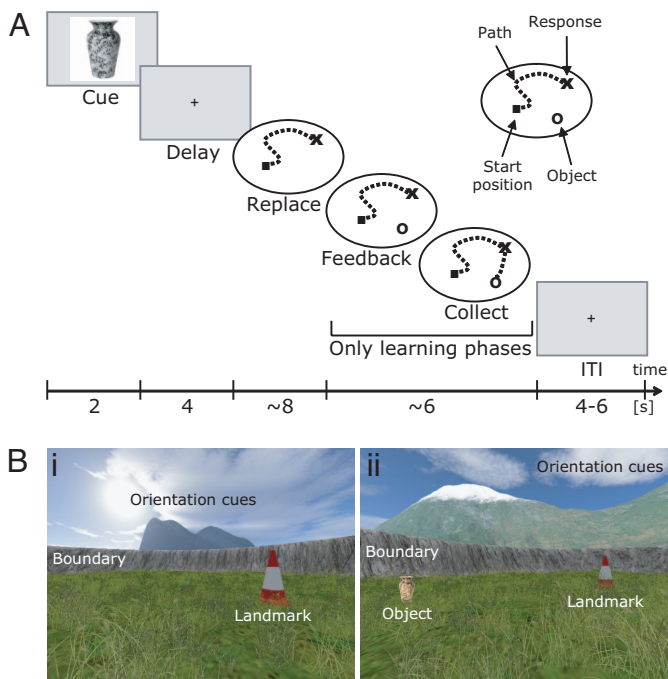 A
Cue
+
Delay
Replace
O
Feedback
O
Collect
Only learning phases
+
ITI
Path
Response
O
Start
position
Object
time
2
4
~8
~6
4-6
[s]
B
i
Orientation cues
Boundary
Landmark
ii
Orientation cues
Boundary
Object
Landmark